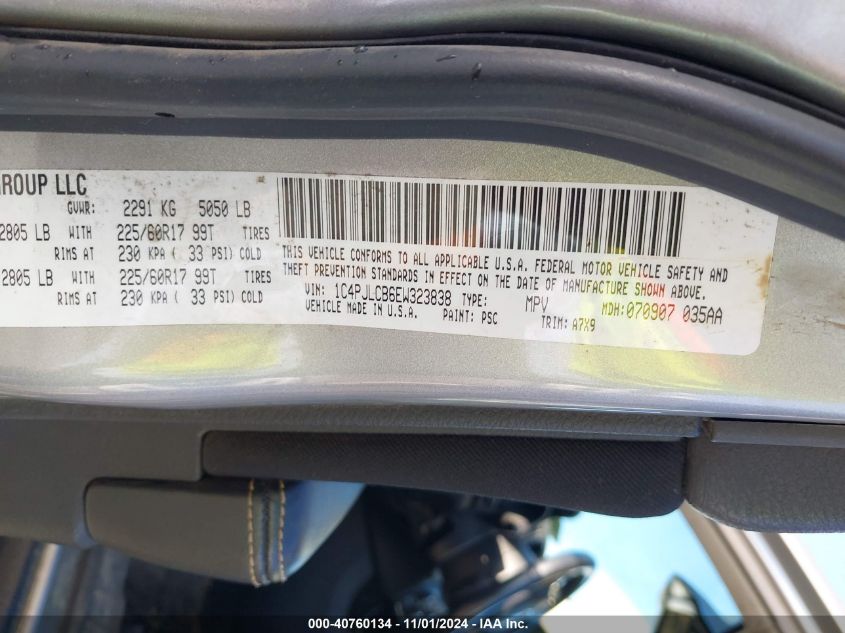 GROUP LLC
GVWR: 2291 KG 5050 LB
2805 LB WITH 225/60R17 99T TIRES
RIMS AT 230 KPA ( 33 PSI) COLD
2805 LB WITH 225/60R17 99T TIRES
RIMS AT 230 KPA ( 33 PSI) COLD
THIS VEHICLE CONFORMS TO ALL APPLICABLE U.S.A. FEDERAL MOTOR VEHICLE SAFETY AND
THEFT PREVENTION STANDARDS IN EFFECT ON THE DATE OF MANUFACTURE SHOWN ABOVE.
VIN: 1C4PJLCB6EW323838 TYPE: MPV MDH:070907 035AA
VEHICLE MADE IN U.S.A. PAINT: PSC TRIM: A7X9
000-40760134 - 11/01/2024 - IAA Inc.